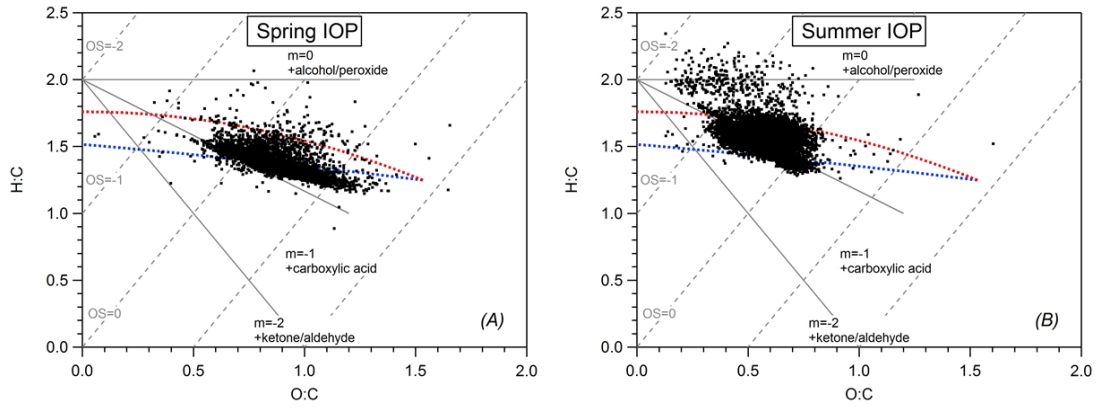 Spring IOP
2.5
2.0
1.5
1.0
0.5
0.0
H:C
OS=-2
OS=-1
OS=0
m=0
+alcohol/peroxide
m=-1
+carboxylic acid
m=-2
+ketone/aldehyde
(A)
0.0 0.5 1.0 1.5 2.0
O:C
Summer IOP
2.5
2.0
1.5
1.0
0.5
0.0
H:C
OS=-2
OS=-1
OS=0
m=0
+alcohol/peroxide
m=-1
+carboxylic acid
m=-2
+ketone/aldehyde
(B)
0.0 0.5 1.0 1.5 2.0
O:C